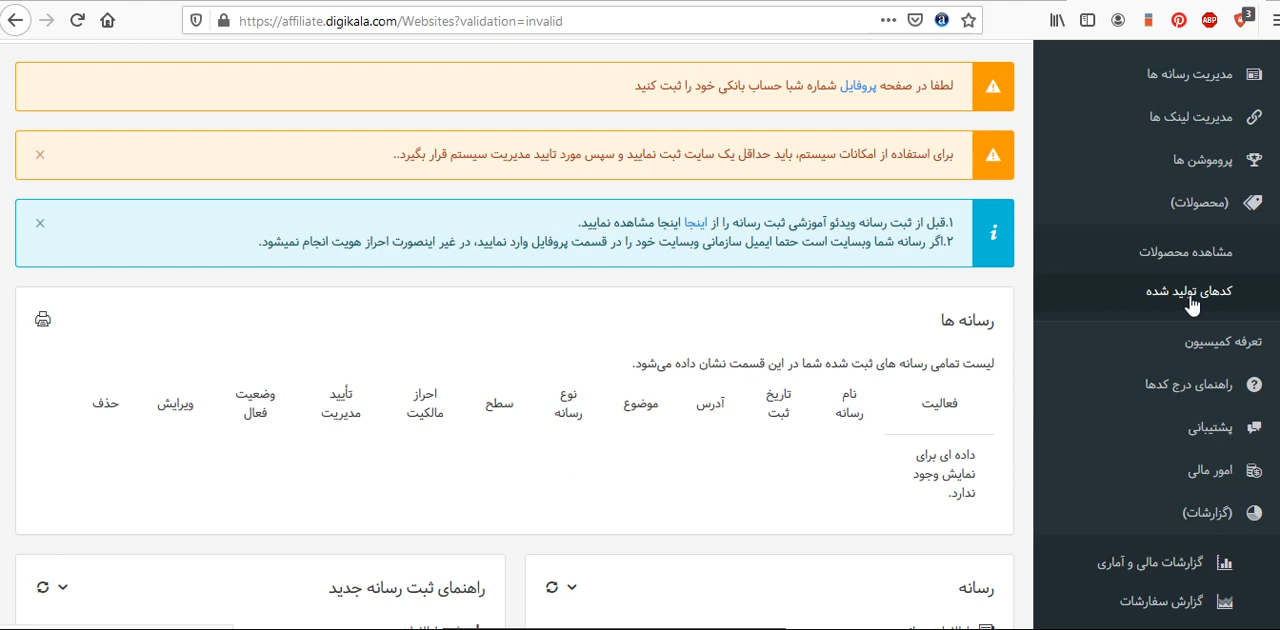 https://affiliate.digikala.com/Websites?validation=invalid
ABP
3
مدیریت رسانه ها
مدیریت لینک ها
پروموشن ها
(محصولات)
مشاهده محصولات
کدهای تولید شده
تعرفه کمیسیون
راهنمای درج کدها
پشتیبانی
امور مالی
(گزارشات)
گزارشات مالی و آماری
گزارش سفارشات
لطفا در صفحه پروفایل شماره شبا حساب بانکی خود را ثبت کنید
برای استفاده از امکانات سیستم، باید حداقل یک سایت ثبت نمایید و سپس مورد تایید مدیریت سیستم قرار بگیرد..
۱.قبل از ثبت رسانه ویدئو آموزشی ثبت رسانه را از اینجا اینجا مشاهده نمایید.
۲.اگر رسانه شما وبسایت است حتما ایمیل سازمانی وبسایت خود را در قسمت پروفایل وارد نمایید، در غیر اینصورت احراز هویت انجام نمیشود.
رسانه ها
لیست تمامی رسانه های ثبت شده شما در این قسمت نشان داده می‌شود.
فعالیت
نام رسانه
تاریخ ثبت
آدرس
موضوع
نوع رسانه
سطح
احراز مالکیت
تأیید مدیریت
وضعیت فعال
ویرایش
حذف
داده ای برای
نمایش وجود
ندارد.
رسانه
راهنمای ثبت رسانه جدید